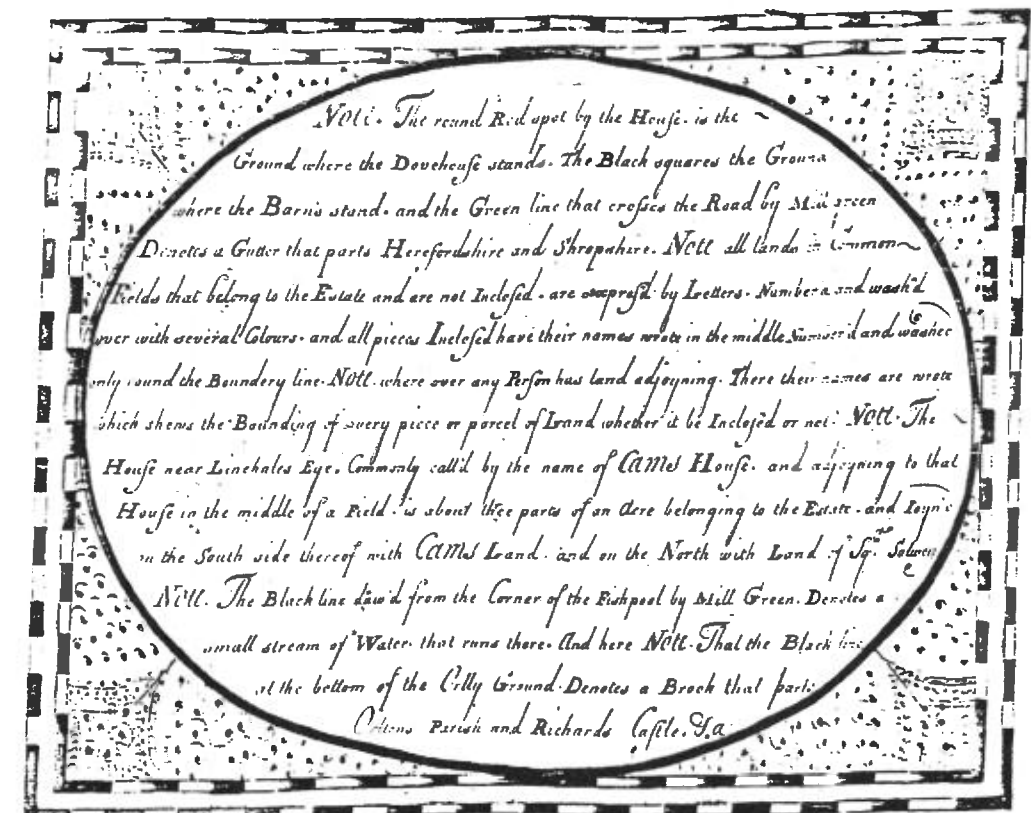 Note. The round Red spot by the House. is the
Ground where the Dovehouſe stands. The Black squares the Ground
where the Barns stand. and the Green line that croſses the Road by Mill green
Denotes a Gutter that parts Herefordshire and Shropshire. Note all lands in Common
Fields that belong to the Estate and are not Incloſed. are expreſd by Letters. Numbers and waſh'd
over with several Colours. and all pieces Incloſed have their names wrote in the middle Number'd and waſhed
only round the Boundery line. Note. where ever any Perſon has land adjoyning. There their names are wrote
which shews the Bounding of every piece or parcel of Land whether it be Incloſed or not. Note. The
Houſe near Linehales Eye. Commonly call'd by the name of CAMS Houſe. and adjoyning to that
Houſe in the middle of a Field. is about three parts of an Acre belonging to the Estate. and Joyns
on the South side thereof with CAMS Land. and on the North with Land of Sqr.
Note. The Black line draw'd from the Corner of the Fishpool by Mill Green. Denotes a
small stream of Water. that runs there. And here Note. That the Black line
at the bottom of the Ground. Denotes a Brook that parts
Parish and Richards Caſtle.